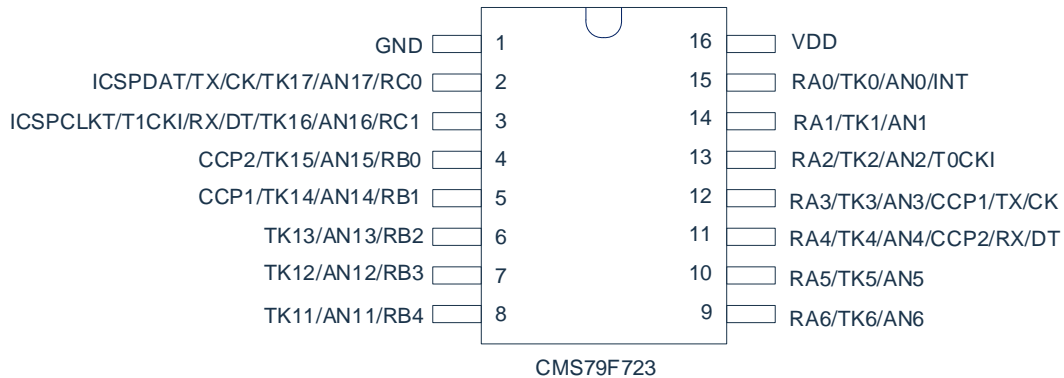 GND 1 16 VDD
ICSPDAT/TX/CK/TK17/AN17/RC0 2 15 RA0/TK0/AN0/INT
ICSPCLKT/T1CKI/RX/DT/TK16/AN16/RC1 3 14 RA1/TK1/AN1
CCP2/TK15/AN15/RB0 4 13 RA2/TK2/AN2/T0CKI
CCP1/TK14/AN14/RB1 5 12 RA3/TK3/AN3/CCP1/TX/CK
TK13/AN13/RB2 6 11 RA4/TK4/AN4/CCP2/RX/DT
TK12/AN12/RB3 7 10 RA5/TK5/AN5
TK11/AN11/RB4 8 9 RA6/TK6/AN6
CMS79F723